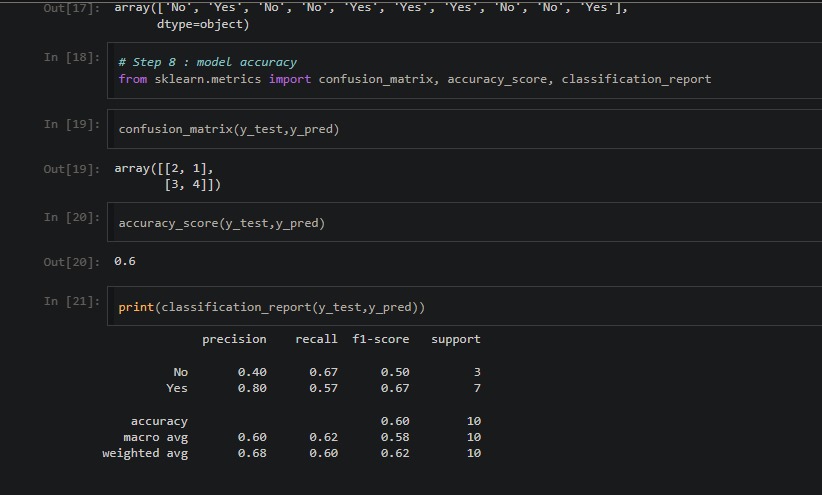 Out[17]: array(['No', 'Yes', 'No', 'No', 'Yes', 'Yes', 'Yes', 'No', 'No', 'Yes'],
dtype=object)
In [18]: # Step 8 : model accuracy
from sklearn.metrics import confusion_matrix, accuracy_score, classification_report
In [19]: confusion_matrix(y_test,y_pred)
Out[19]: array([[2, 1],
[3, 4]])
In [20]: accuracy_score(y_test,y_pred)
Out[20]: 0.6
In [21]: print(classification_report(y_test,y_pred))
precision recall f1-score support
No 0.40 0.67 0.50 3
Yes 0.80 0.57 0.67 7
accuracy 0.60 10
macro avg 0.60 0.62 0.58 10
weighted avg 0.68 0.60 0.62 10